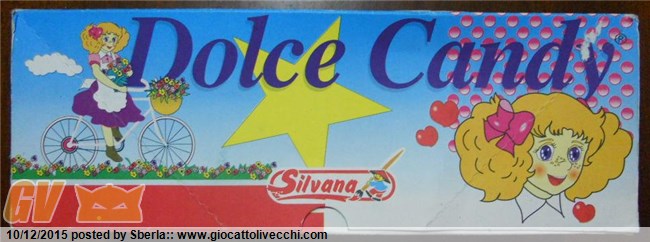 Dolce Candy®
Silvana
GV
10/12/2015 posted by Sberla:: www.giocattolivecchi.com